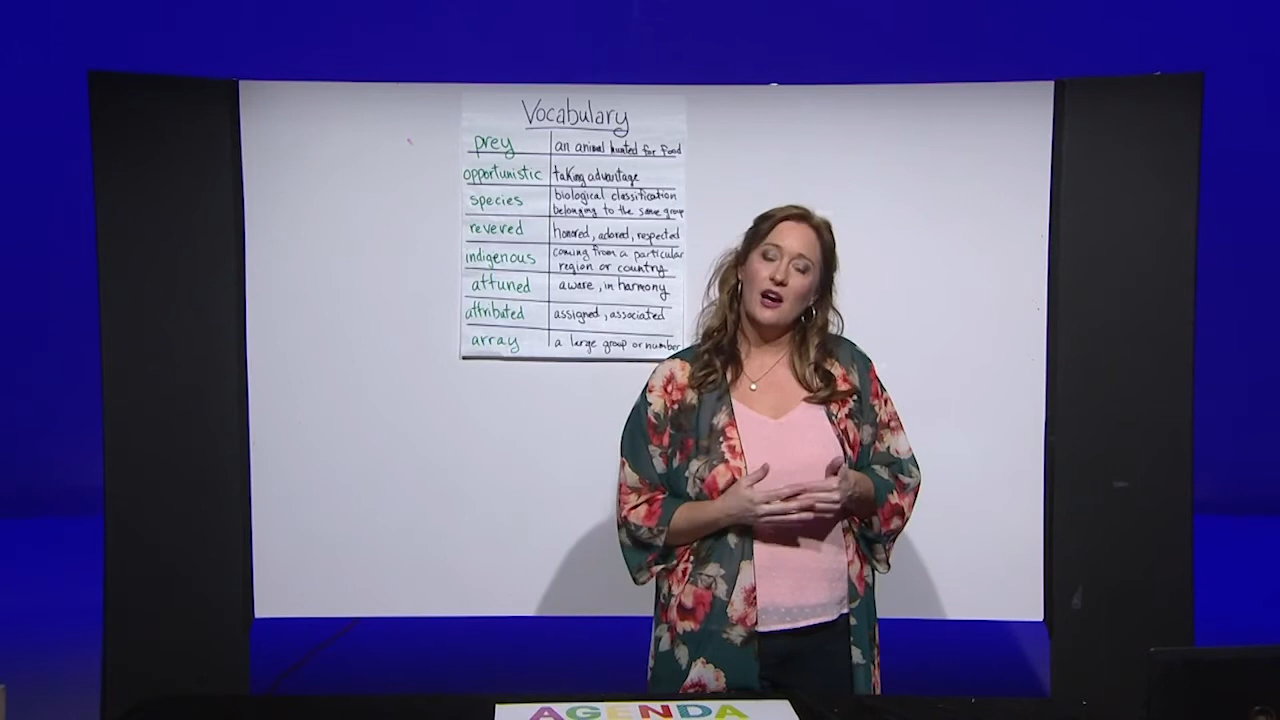 Vocabulary
prey an animal hunted for food
opportunistic taking advantage
species biological classification
belonging to the same group
revered honored, adored, respected
indigenous coming from a particular
region or country
attuned aware, in harmony
attributed assigned, associated
array a large group or number
AGENDA